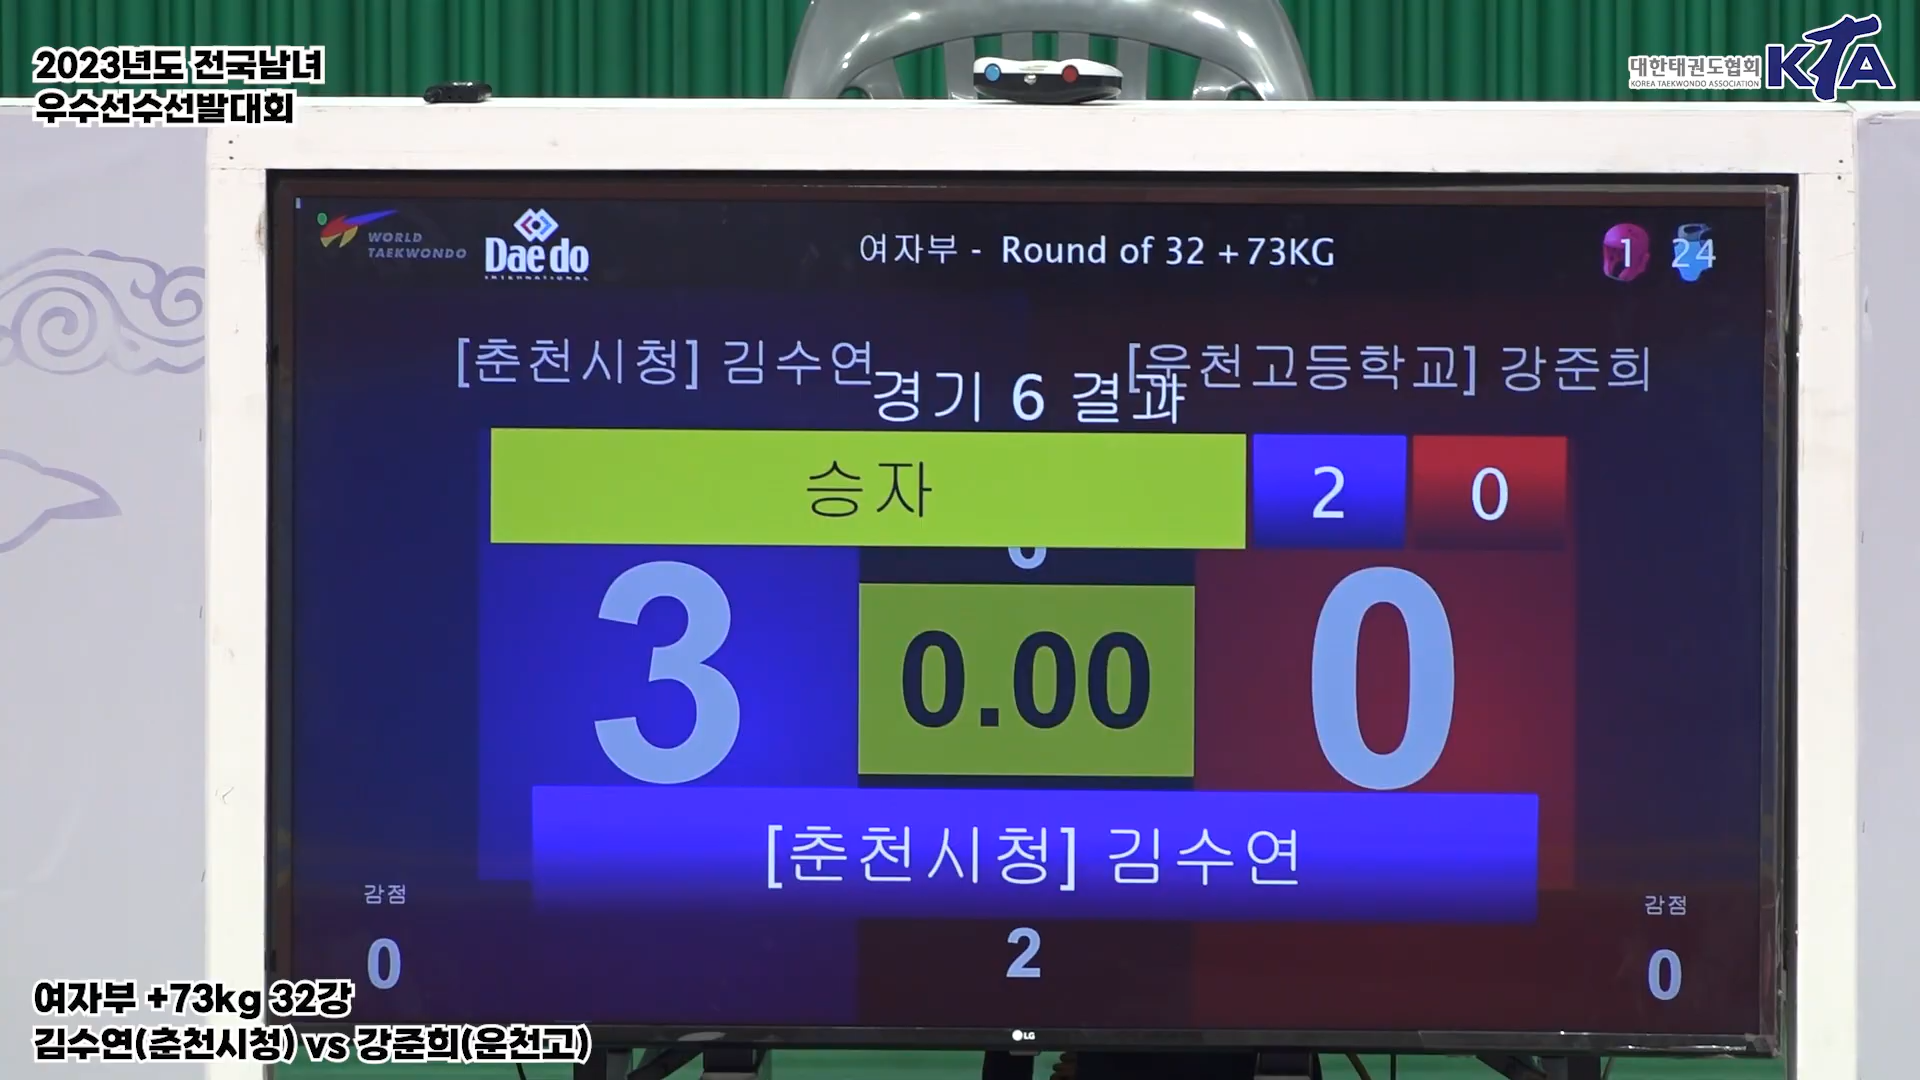 2023년도 전국남녀
우수선수선발대회
대한태권도협회
KOREA TAEKWONDO ASSOCIATION
KTA
WORLD
TAEKWONDO
Daedo
INTERNATIONAL
여자부 - Round of 32 +73KG
1 24
[춘천시청] 김수연
[운천고등학교] 강준희
경기 6 결과
승자 2 0
3 0.00 0
[춘천시청] 김수연
감점
0
2
감점
0
LG
여자부 +73kg 32강
김수연(춘천시청) vs 강준희(운천고)